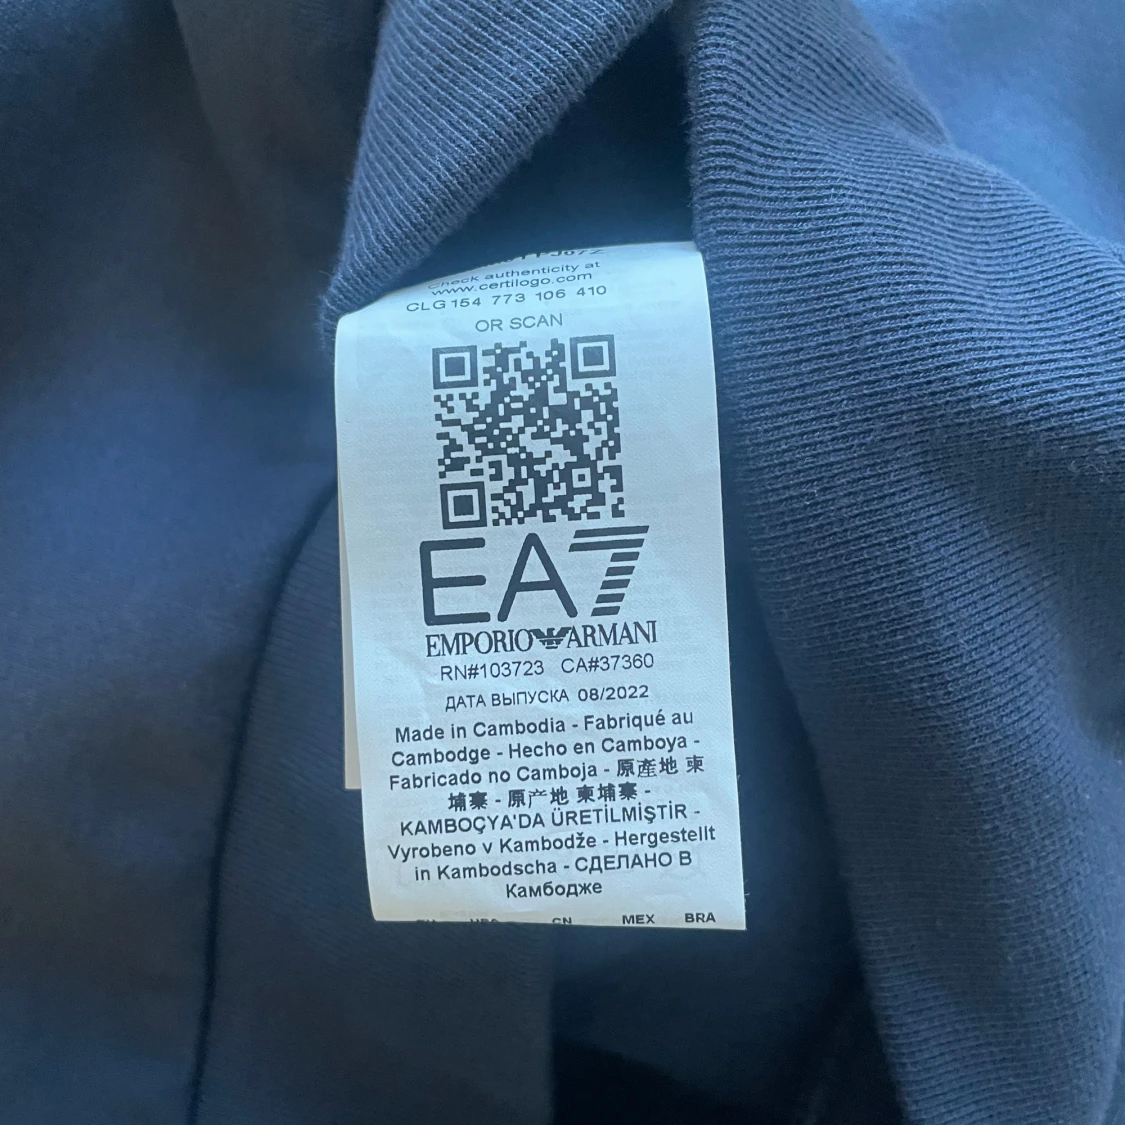 Check authenticity at
www.certilogo.com
CLG 154 773 106 410
OR SCAN
EA7
EMPORIO ARMANI
RN#103723 CA#37360
ДАТА ВЫПУСКА 08/2022
Made in Cambodia - Fabriqué au
Cambodge - Hecho en Camboya -
Fabricado no Camboja - 原產地 柬
埔寨 - 原产地 柬埔寨 -
KAMBOÇYA'DA ÜRETİLMİŞTİR -
Vyrobeno v Kambodže - Hergestellt
in Kambodscha - СДЕЛАНО В
Камбодже
CN MEX BRA